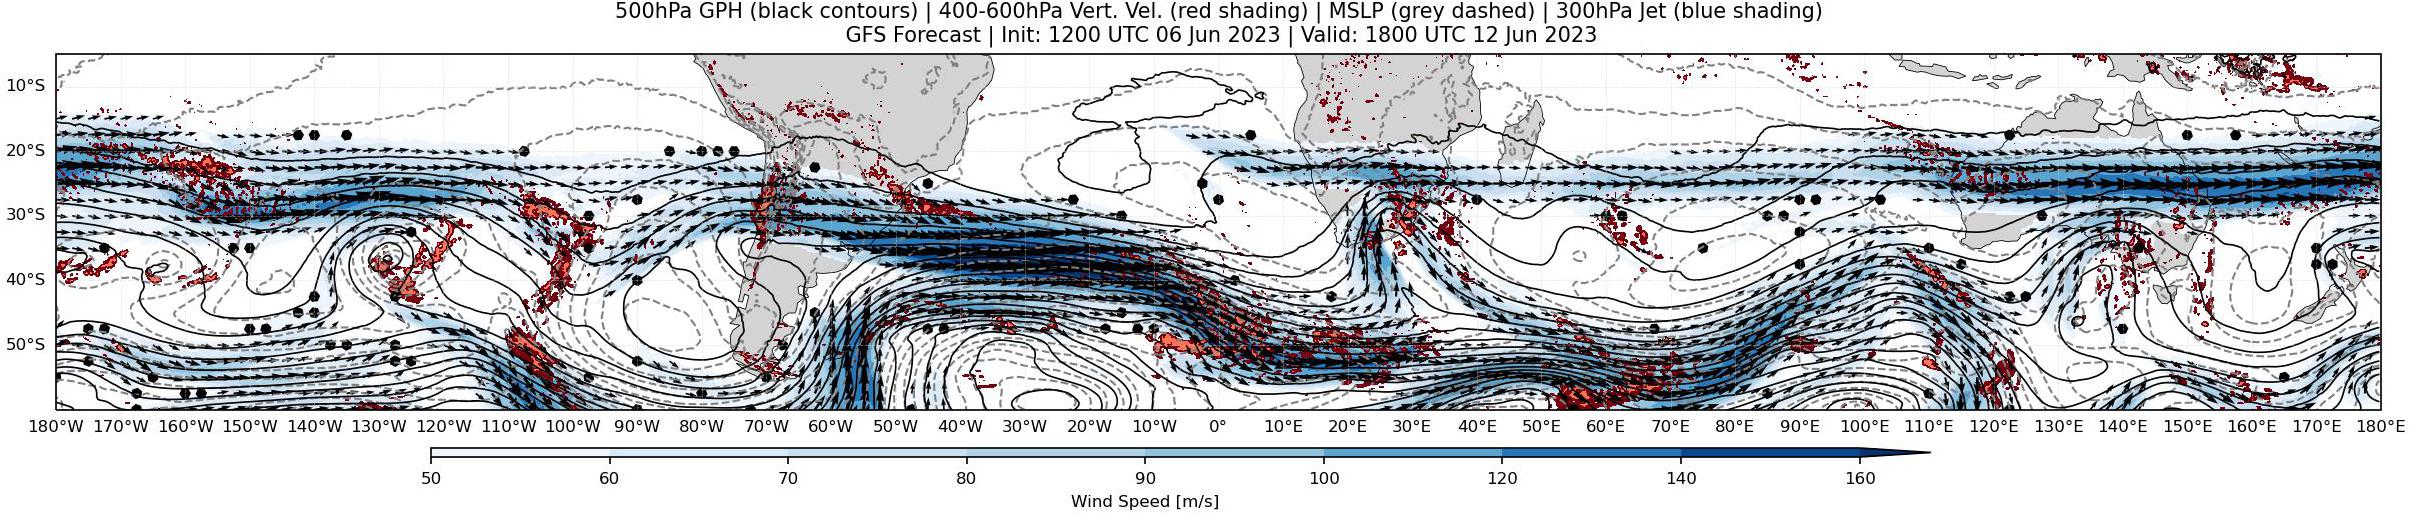 500hPa GPH (black contours) | 400-600hPa Vert. Vel. (red shading) | MSLP (grey dashed) | 300hPa Jet (blue shading)
GFS Forecast | Init: 1200 UTC 06 Jun 2023 | Valid: 1800 UTC 12 Jun 2023
10°S
20°S
30°S
40°S
50°S
180°W 170°W 160°W 150°W 140°W 130°W 120°W 110°W 100°W 90°W 80°W 70°W 60°W 50°W 40°W 30°W 20°W 10°W 0° 10°E 20°E 30°E 40°E 50°E 60°E 70°E 80°E 90°E 100°E 110°E 120°E 130°E 140°E 150°E 160°E 170°E 180°E
50 60 70 80 90 100 120 140 160
Wind Speed [m/s]